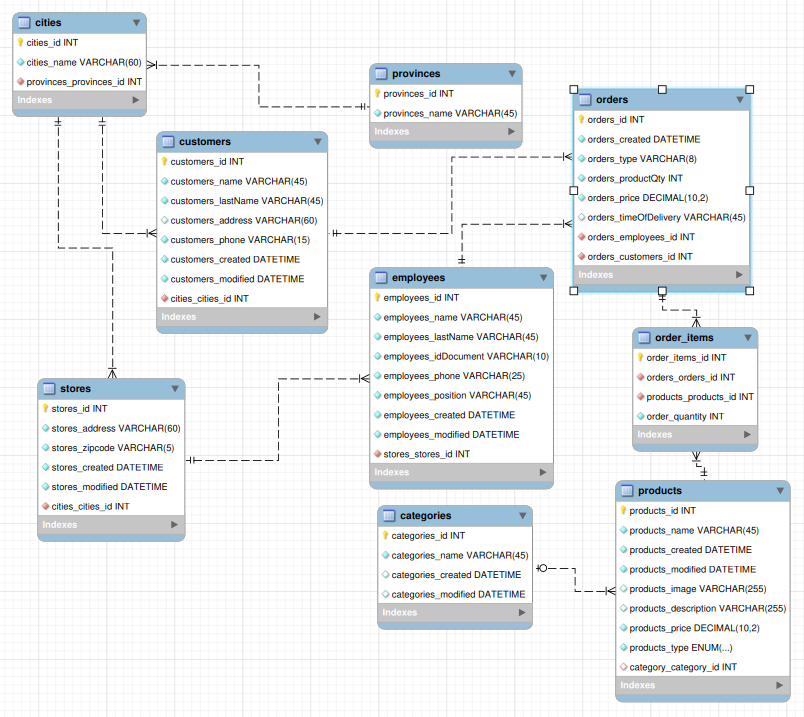 cities
cities_id INT
cities_name VARCHAR(60)
provinces_provinces_id INT
Indexes
provinces
provinces_id INT
provinces_name VARCHAR(45)
Indexes
orders
orders_id INT
orders_created DATETIME
orders_type VARCHAR(8)
orders_productQty INT
orders_price DECIMAL(10,2)
orders_timeOfDelivery VARCHAR(45)
orders_employees_id INT
orders_customers_id INT
Indexes
customers
customers_id INT
customers_name VARCHAR(45)
customers_lastName VARCHAR(45)
customers_address VARCHAR(60)
customers_phone VARCHAR(15)
customers_created DATETIME
customers_modified DATETIME
cities_cities_id INT
Indexes
employees
employees_id INT
employees_name VARCHAR(45)
employees_lastName VARCHAR(45)
employees_idDocument VARCHAR(10)
employees_phone VARCHAR(25)
employees_position VARCHAR(45)
employees_created DATETIME
employees_modified DATETIME
stores_stores_id INT
Indexes
order_items
order_items_id INT
orders_orders_id INT
products_products_id INT
order_quantity INT
Indexes
stores
stores_id INT
stores_address VARCHAR(60)
stores_zipcode VARCHAR(5)
stores_created DATETIME
stores_modified DATETIME
cities_cities_id INT
Indexes
categories
categories_id INT
categories_name VARCHAR(45)
categories_created DATETIME
categories_modified DATETIME
Indexes
products
products_id INT
products_name VARCHAR(45)
products_created DATETIME
products_modified DATETIME
products_image VARCHAR(255)
products_description VARCHAR(255)
products_price DECIMAL(10,2)
products_type ENUM(...)
category_category_id INT
Indexes